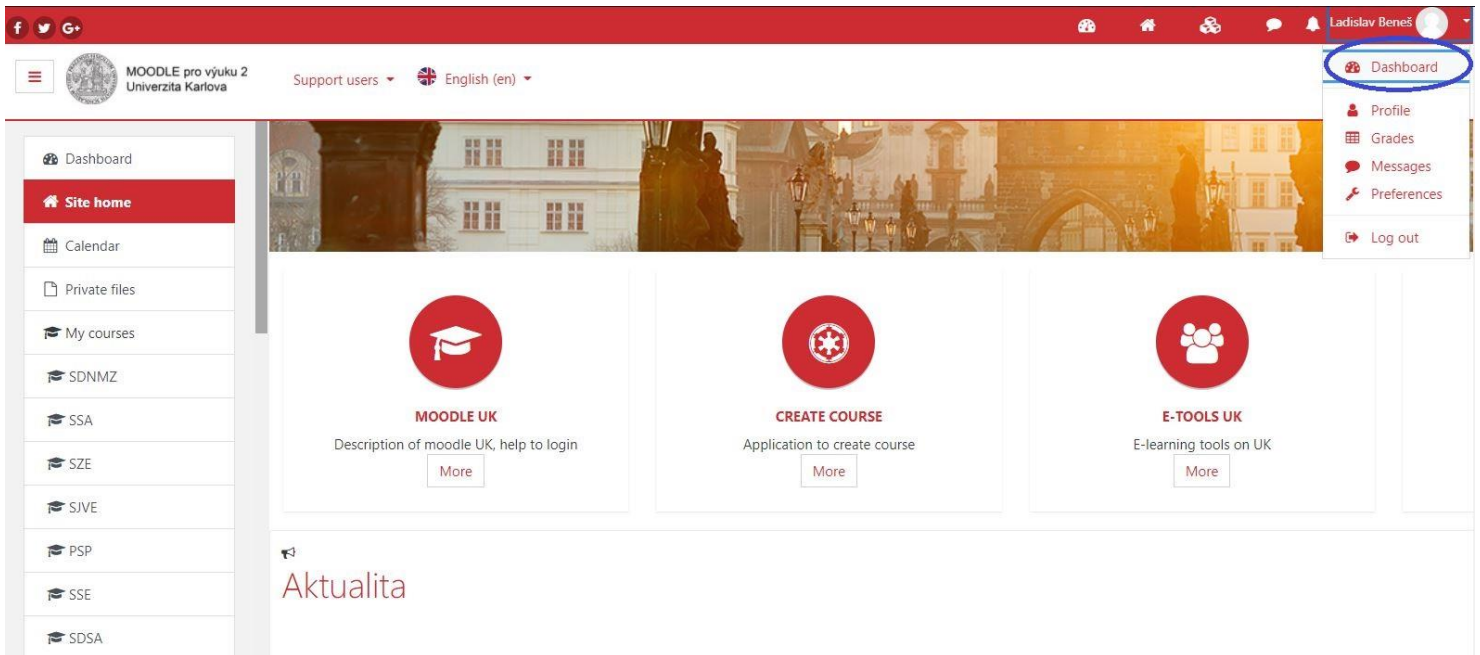 f G+
Ladislav Beneš
MOODLE pro výuku 2
Univerzita Karlova
Support users
English (en)
Dashboard
Profile
Grades
Messages
Preferences
Log out
Dashboard
Site home
Calendar
Private files
My courses
SDNMZ
SSA
SZE
SJVE
PSP
SSE
SDSA
MOODLE UK
Description of moodle UK, help to login
More
CREATE COURSE
Application to create course
More
E-TOOLS UK
E-learning tools on UK
More
Aktualita